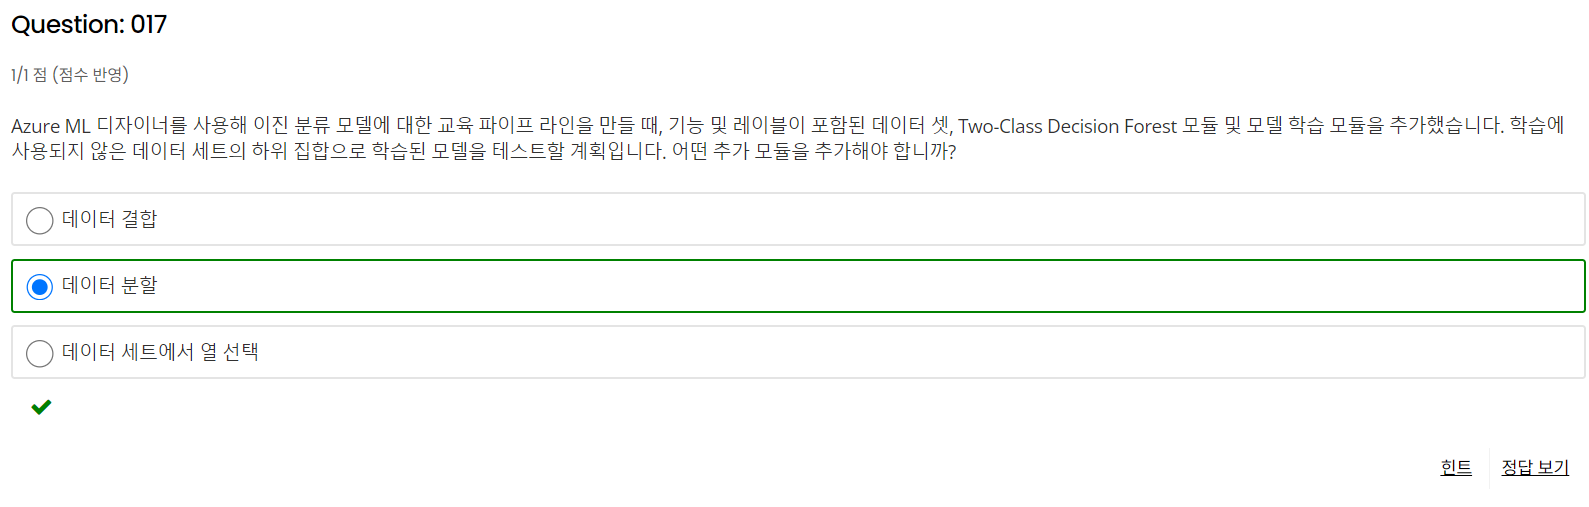 Question: 017
1/1 점 (점수 반영)
Azure ML 디자이너를 사용해 이진 분류 모델에 대한 교육 파이프 라인을 만들 때, 기능 및 레이블이 포함된 데이터 셋, Two-Class Decision Forest 모듈 및 모델 학습 모듈을 추가했습니다. 학습에
사용되지 않은 데이터 세트의 하위 집합으로 학습된 모델을 테스트할 계획입니다. 어떤 추가 모듈을 추가해야 합니까?
데이터 결합
데이터 분할
데이터 세트에서 열 선택
힌트
정답 보기